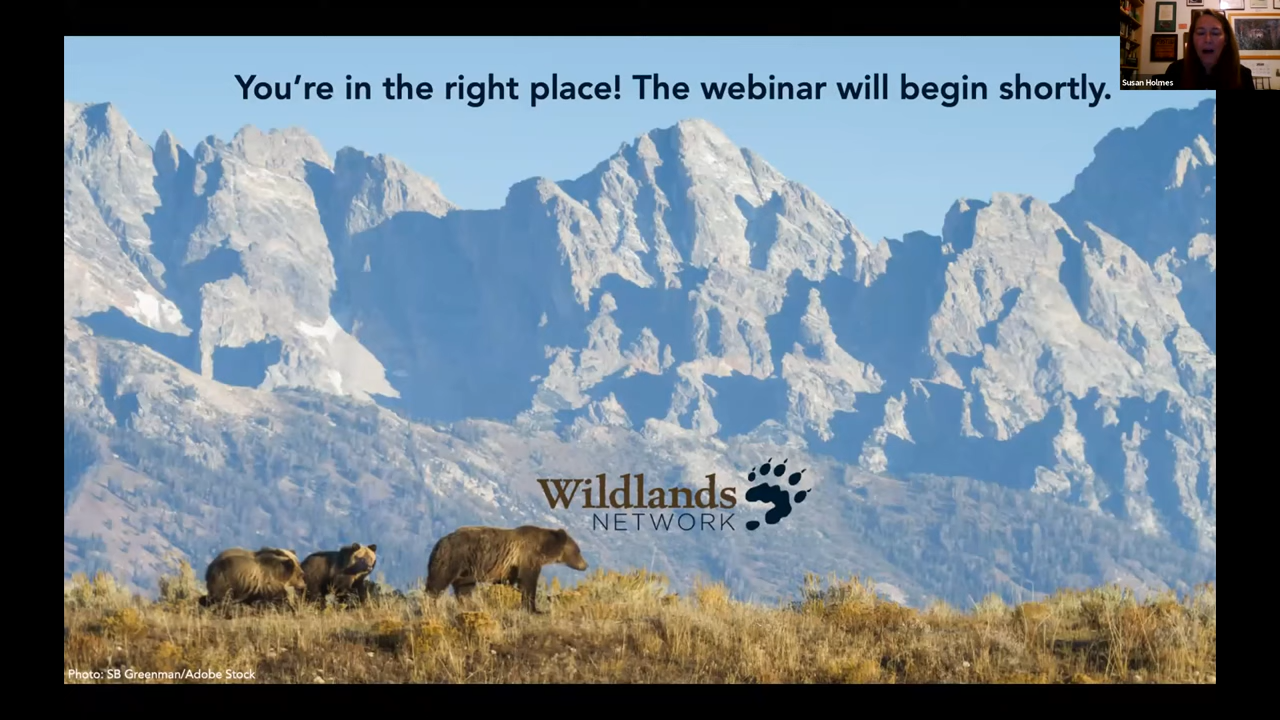 You're in the right place! The webinar will begin shortly.
Susan Holmes
Wildlands
NETWORK
Photo: SB Greenman/Adobe Stock